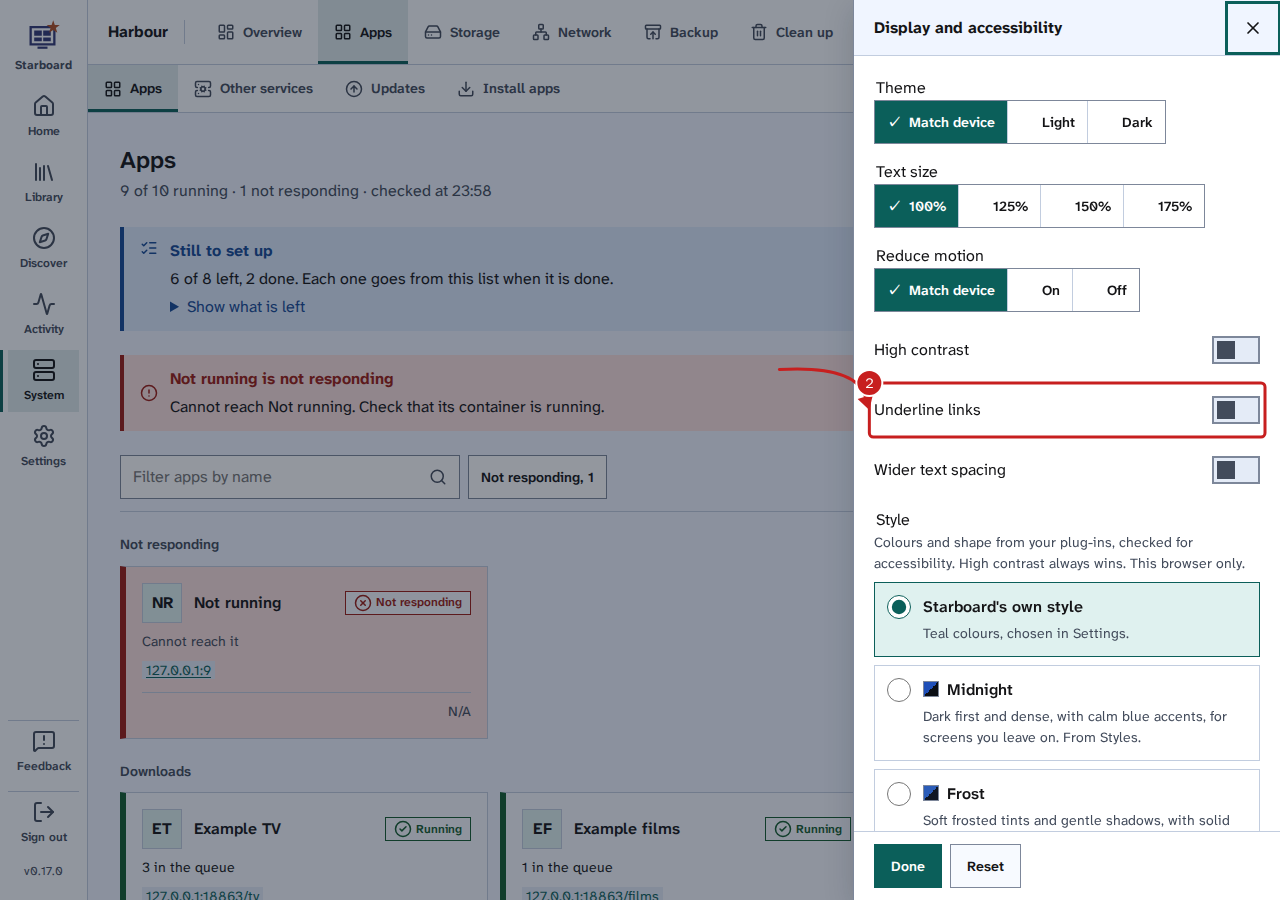 Starboard
Home
Library
Discover
Activity
System
Settings
Feedback
Sign out
v0.17.0
Harbour
Overview
Apps
Storage
Network
Backup
Clean up
Apps
Other services
Updates
Install apps
Apps
9 of 10 running · 1 not responding · checked at 23:58
Still to set up
6 of 8 left, 2 done. Each one goes from this list when it is done.
Show what is left
Not running is not responding
Cannot reach Not running. Check that its container is running.
Filter apps by name
Not responding, 1
Not responding
NR
Not running
Not responding
Cannot reach it
127.0.0.1:9
N/A
Downloads
ET
Example TV
Running
3 in the queue
127.0.0.1:18863/tv
EF
Example films
Running
1 in the queue
127.0.0.1:18863/films
Display and accessibility
Theme
✓ Match device
Light
Dark
Text size
✓ 100%
125%
150%
175%
Reduce motion
✓ Match device
On
Off
High contrast
2
Underline links
Wider text spacing
Style
Colours and shape from your plug-ins, checked for
accessibility. High contrast always wins. This browser only.
Starboard's own style
Teal colours, chosen in Settings.
Midnight
Dark first and dense, with calm blue accents, for
screens you leave on. From Styles.
Frost
Soft frosted tints and gentle shadows, with solid
Done
Reset